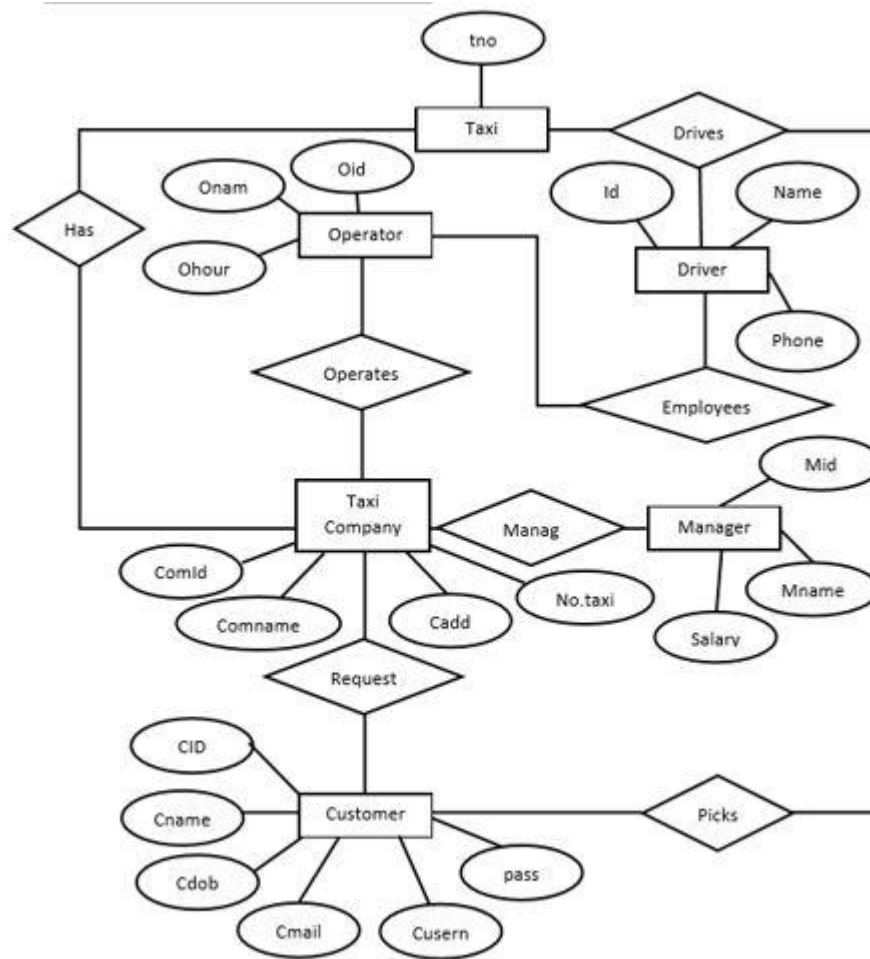 tno
Taxi
Drives
Oid
Onam
Id
Name
Has
Operator
Ohour
Driver
Phone
Operates
Employees
Mid
Taxi
Company
Manag
Manager
ComId
No.taxi
Mname
Comname
Cadd
Salary
Request
CID
Cname
Customer
Picks
Cdob
pass
Cmail
Cusern